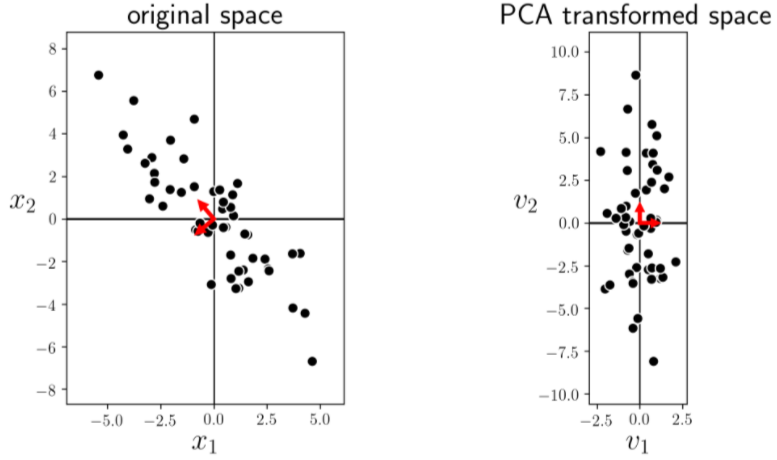 original space
8
6
4
2
0
−2
−4
−6
−8
x₂
−5.0 −2.5 0.0 2.5 5.0
x₁
PCA transformed space
10.0
7.5
5.0
2.5
0.0
−2.5
−5.0
−7.5
−10.0
v₂
−2.5 0.0 2.5
v₁